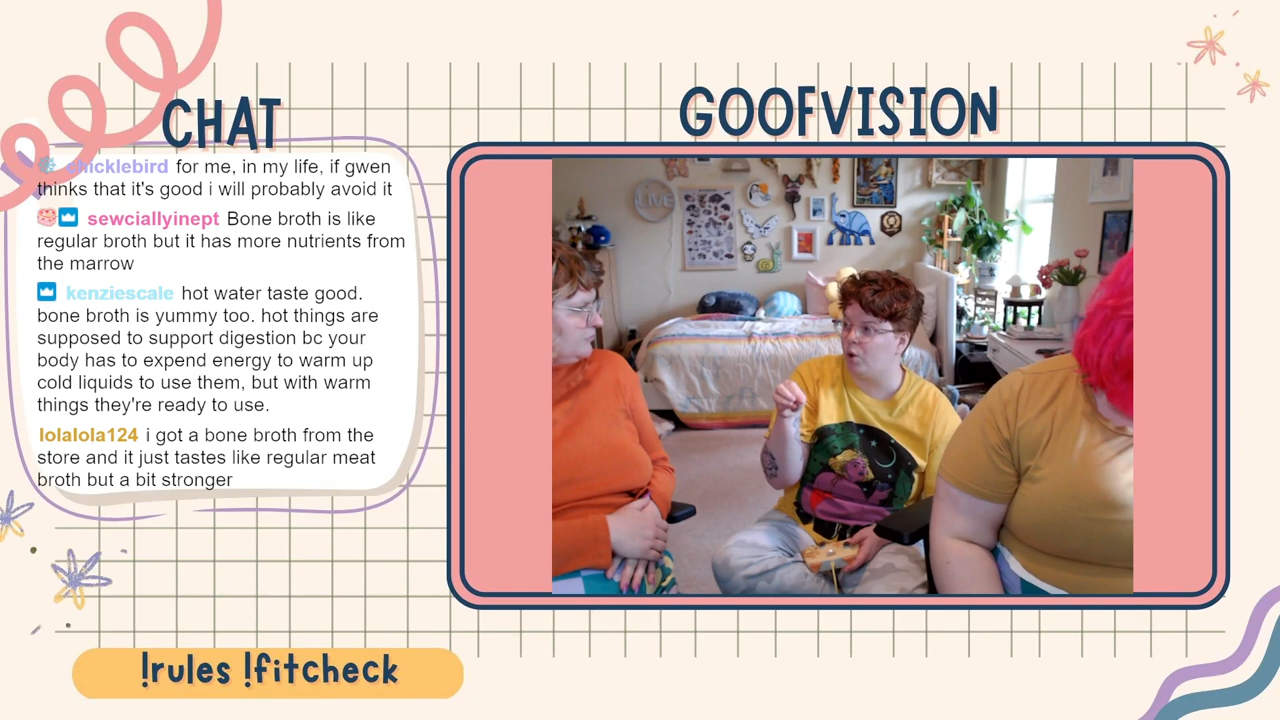 CHAT
GOOFVISION
chicklebird for me, in my life, if gwen
thinks that it's good i will probably avoid it
sewciallyinept Bone broth is like
regular broth but it has more nutrients from
the marrow
kenziescale hot water taste good.
bone broth is yummy too. hot things are
supposed to support digestion bc your
body has to expend energy to warm up
cold liquids to use them, but with warm
things they're ready to use.
lolalola124 i got a bone broth from the
store and it just tastes like regular meat
broth but a bit stronger
LIVE
!rules !fitcheck